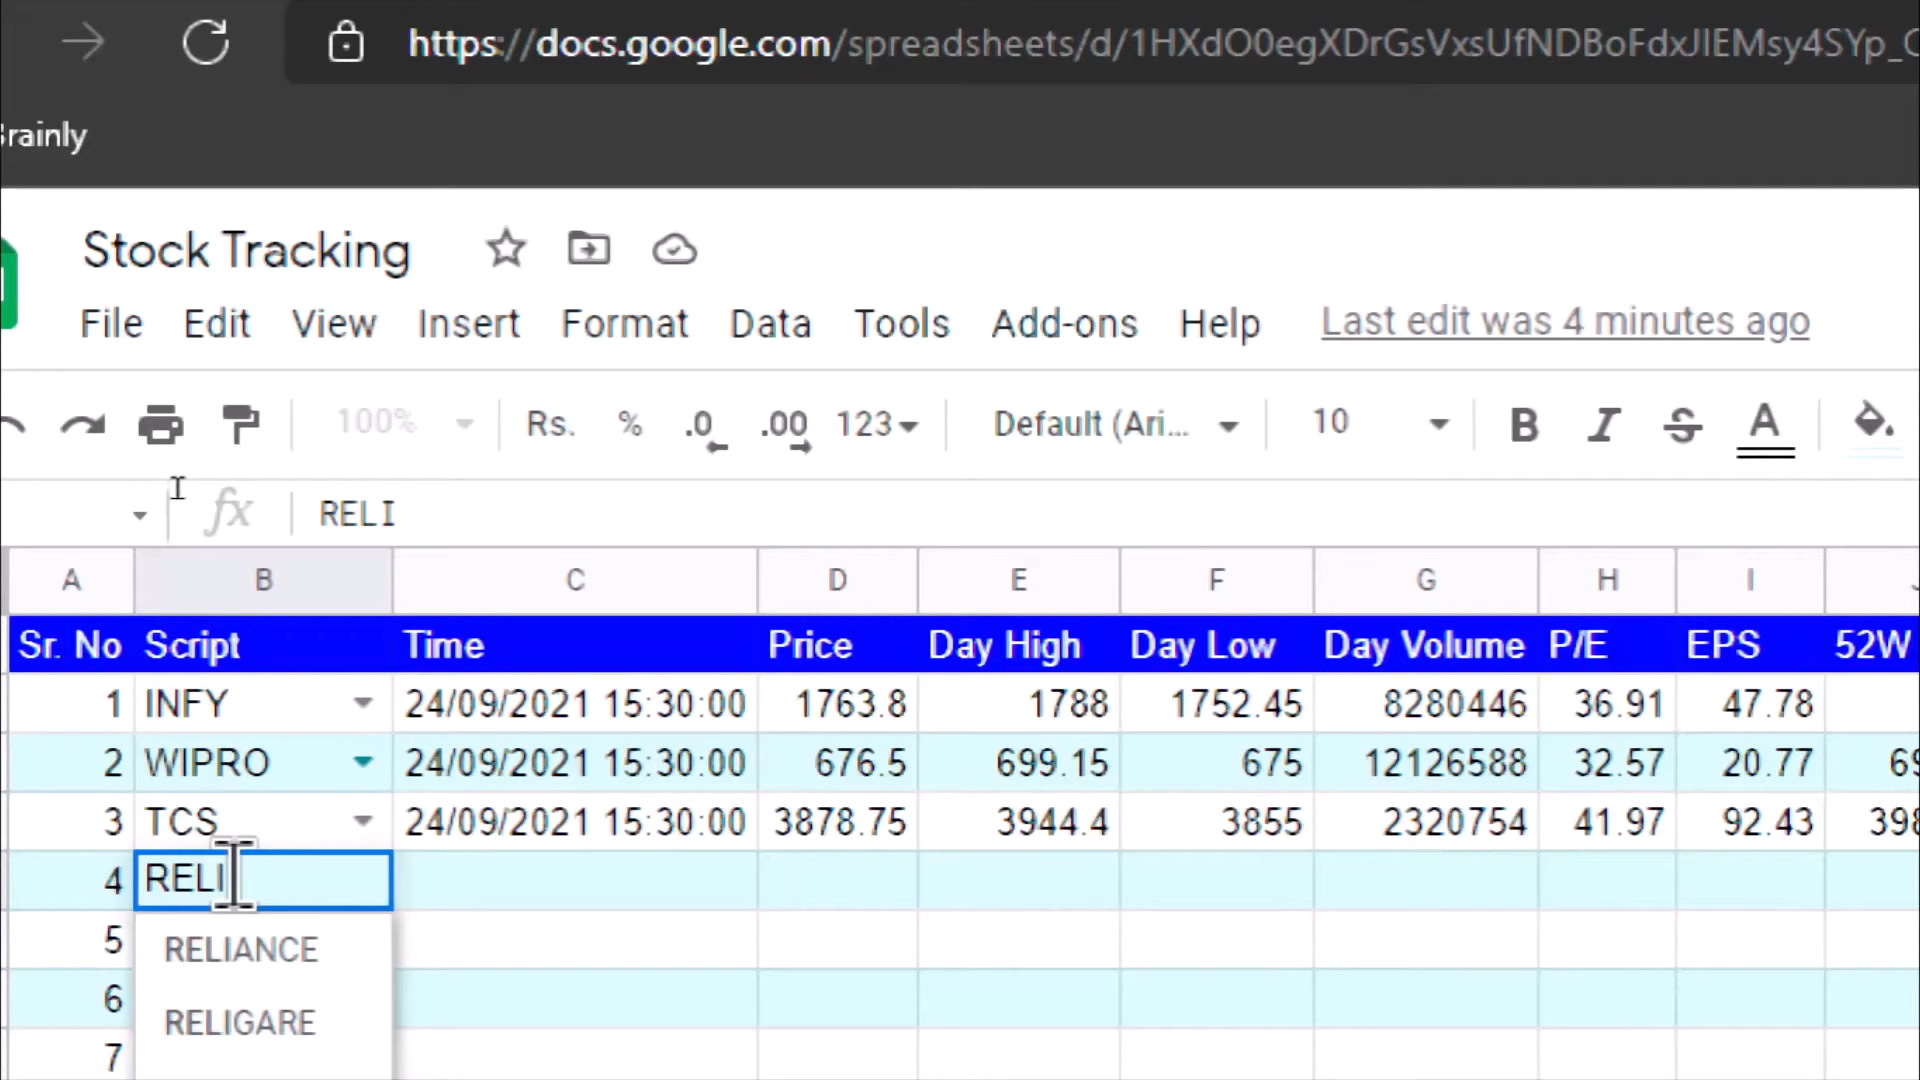 https://docs.google.com/spreadsheets/d/1HXdO0egXDrGsVxsUfNDBoFdxJIEMsy4SYp_
rainly
Stock Tracking
File Edit View Insert Format Data Tools Add-ons Help Last edit was 4 minutes ago
100% Rs. % .0 .00 123 Default (Ari... 10 B I S A
fx RELI
A B C D E F G H I
Sr. No Script Time Price Day High Day Low Day Volume P/E EPS 52W
1 INFY 24/09/2021 15:30:00 1763.8 1788 1752.45 8280446 36.91 47.78
2 WIPRO 24/09/2021 15:30:00 676.5 699.15 675 12126588 32.57 20.77 69
3 TCS 24/09/2021 15:30:00 3878.75 3944.4 3855 2320754 41.97 92.43 398
4 RELI
5
RELIANCE
6
RELIGARE
7